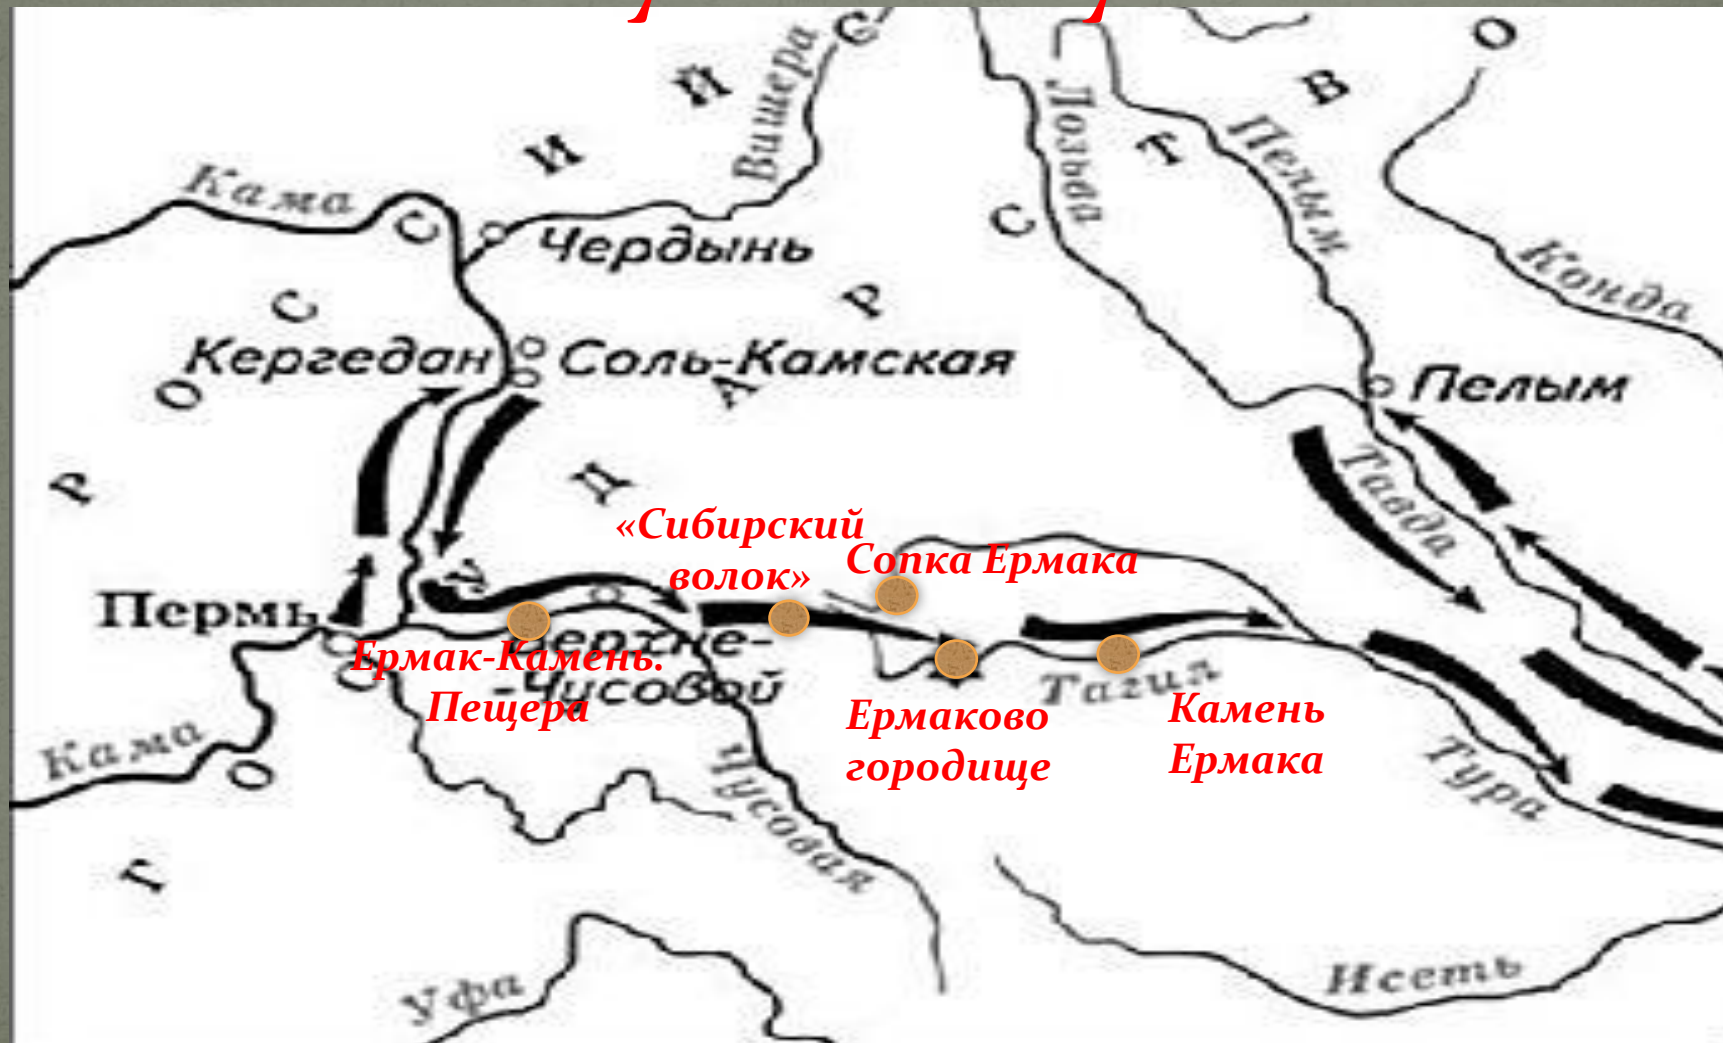 Вишера
Лозьва
Пелым
Кама
Чердынь
Конда
Кергедан
Соль-Камская
Пелым
Тавда
«Сибирский
волок»
Сопка Ермака
Пермь
Ермак-Камень.
Пещера
Верхне-
-Чусовой
Тагил
Ермаково
городище
Камень
Ермака
Кама
Чусовая
Тура
Уфа
Исеть
Р О С С И Й С
Г О С У Д А Р С Т В О